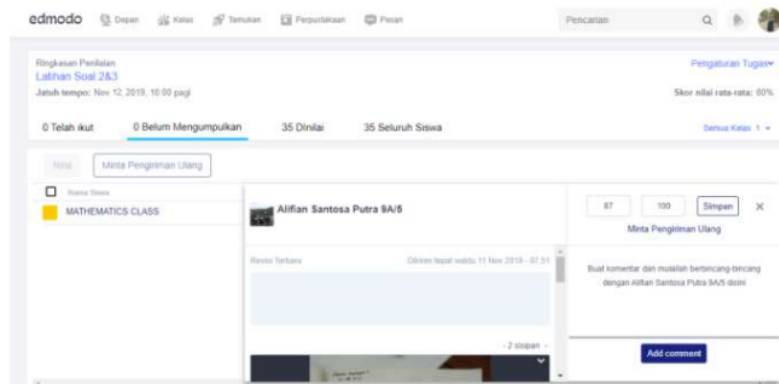 edmodo Depan Kelas Temukan Perpustakaan Pesan Pencarian
Ringkasan Penilaian Pengaturan Tugas
Latihan Soal 2&3
Jatuh tempo: Nov 12, 2019, 10:00 pagi Skor nilai rata-rata: 80%
0 Telah ikut 0 Belum Mengumpulkan 35 DInilai 35 Seluruh Siswa Semua Kelas 1
Nilai Minta Pengiriman Ulang
Nama Siswa
MATHEMATICS CLASS
Alifian Santosa Putra 9A/5
87 100 Simpan X
Minta Pengiriman Ulang
Revisi Terbaru Dikirim tepat waktu 11 Nov 2019 - 07.51
Buat komentar dan mulailah berbincang-bincang
dengan Alifian Santosa Putra 9A/5 disini
- 2 sisipan -
Add comment